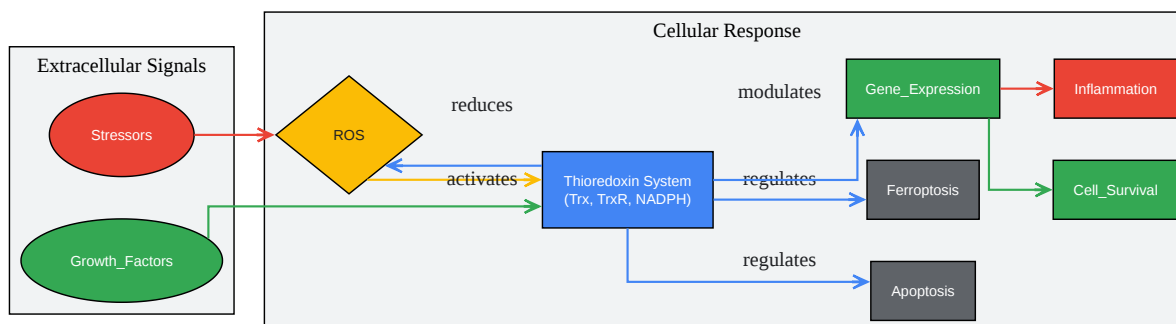 Cellular Response
Extracellular Signals
Stressors
Growth_Factors
ROS
reduces
activates
Thioredoxin System
(Trx, TrxR, NADPH)
modulates
regulates
regulates
Gene_Expression
Ferroptosis
Apoptosis
Inflammation
Cell_Survival